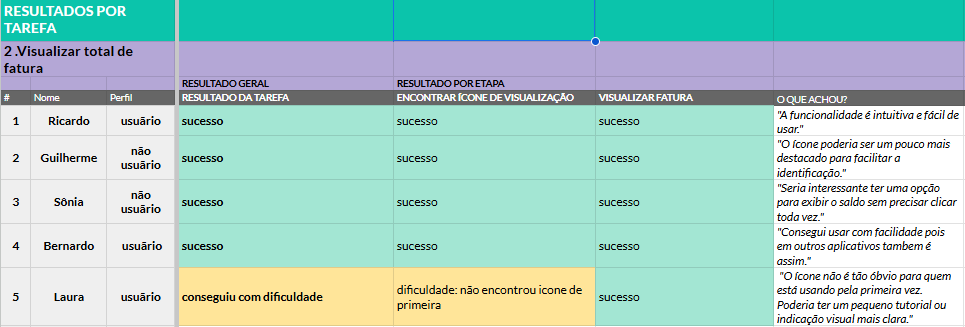 RESULTADOS POR
TAREFA
2 .Visualizar total de
fatura
RESULTADO GERAL RESULTADO POR ETAPA
# Nome Perfil RESULTADO DA TAREFA ENCONTRAR ÍCONE DE VISUALIZAÇÃO VISUALIZAR FATURA O QUE ACHOU?
1 Ricardo usuário sucesso sucesso sucesso
"A funcionalidade é intuitiva e fácil de
usar."
2 Guilherme não
usuário sucesso sucesso sucesso
"O ícone poderia ser um pouco mais
destacado para facilitar a
identificação."
3 Sônia não
usuário sucesso sucesso sucesso
"Seria interessante ter uma opção
para exibir o saldo sem precisar clicar
toda vez."
4 Bernardo usuário sucesso sucesso sucesso
"Consegui usar com facilidade pois
em outros aplicativos tambem é
assim."
5 Laura usuário conseguiu com dificuldade
dificuldade: não encontrou icone de
primeira
sucesso
"O ícone não é tão óbvio para quem
está usando pela primeira vez.
Poderia ter um pequeno tutorial ou
indicação visual mais clara."